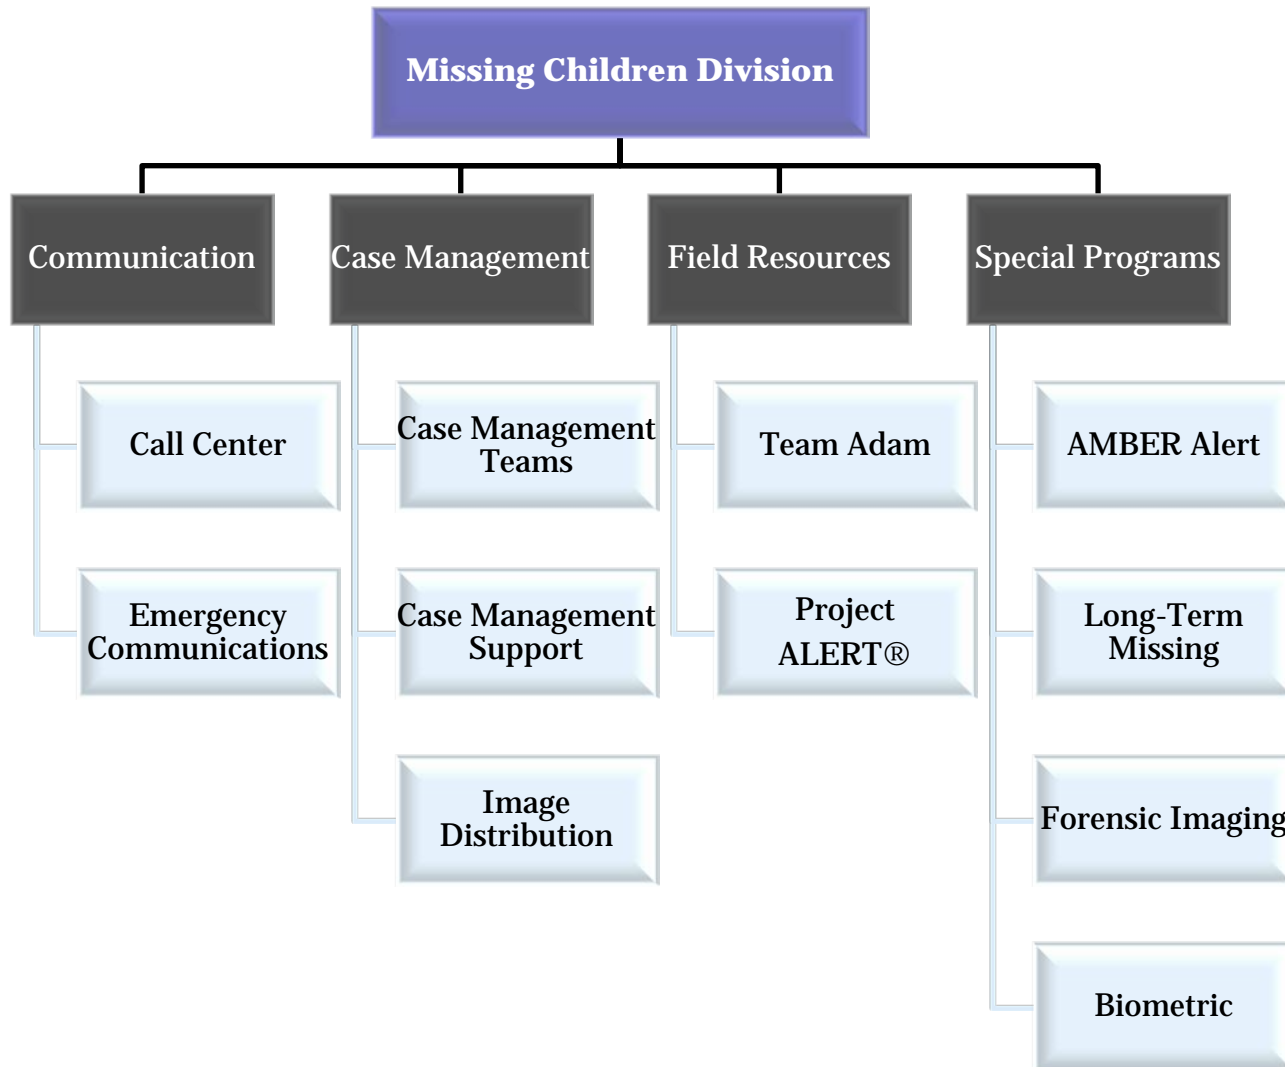 Missing Children Division
Communication
Call Center
Emergency
Communications
Case Management
Case Management
Teams
Case Management
Support
Image
Distribution
Field Resources
Team Adam
Project
ALERT®
Special Programs
AMBER Alert
Long-Term
Missing
Forensic Imaging
Biometric